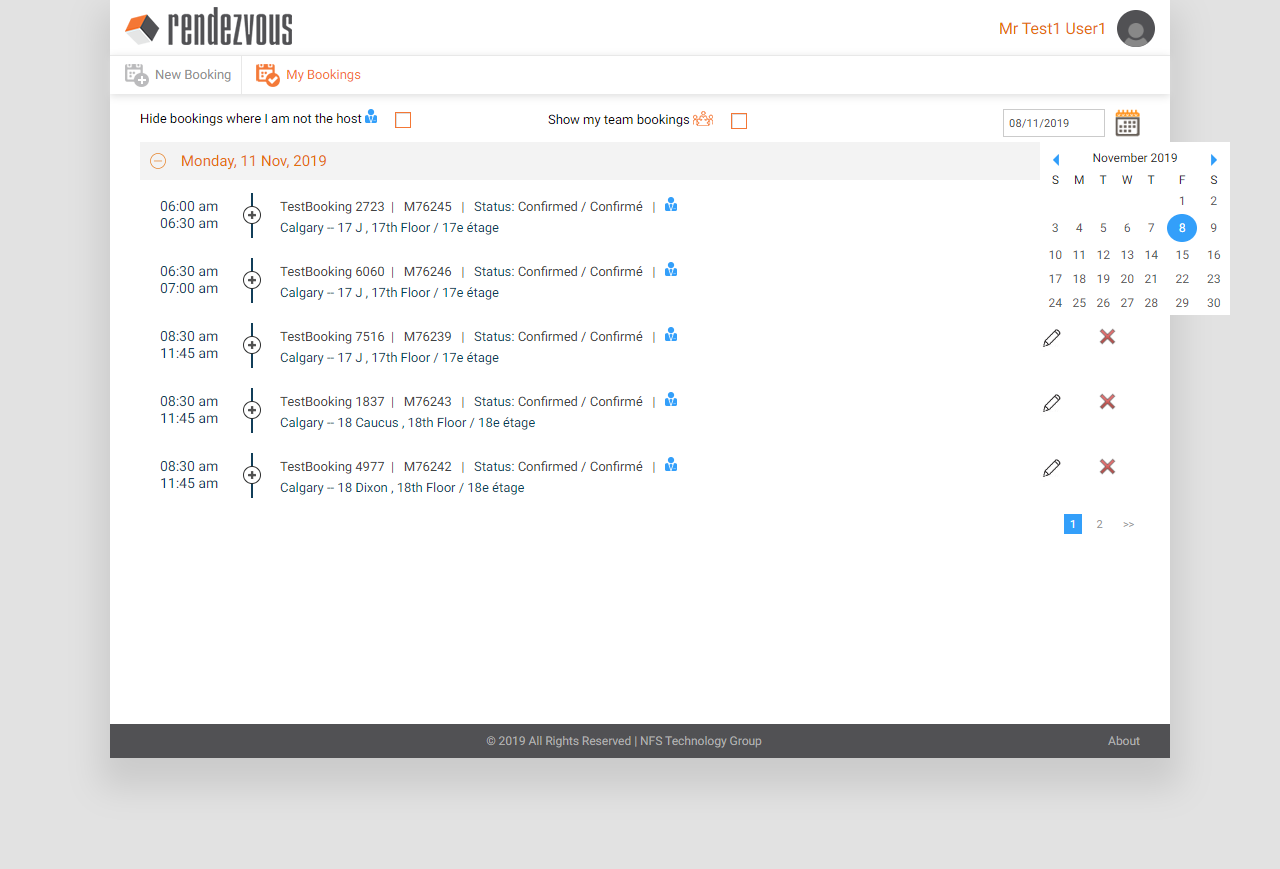 rendezvous
Mr Test1 User1
New Booking
My Bookings
Hide bookings where I am not the host
Show my team bookings
08/11/2019
Monday, 11 Nov, 2019
November 2019
S M T W T F S
1 2
3 4 5 6 7 8 9
10 11 12 13 14 15 16
17 18 19 20 21 22 23
24 25 26 27 28 29 30
06:00 am
06:30 am
TestBooking 2723 | M76245 | Status: Confirmed / Confirmé |
Calgary -- 17 J , 17th Floor / 17e étage
06:30 am
07:00 am
TestBooking 6060 | M76246 | Status: Confirmed / Confirmé |
Calgary -- 17 J , 17th Floor / 17e étage
08:30 am
11:45 am
TestBooking 7516 | M76239 | Status: Confirmed / Confirmé |
Calgary -- 17 J , 17th Floor / 17e étage
08:30 am
11:45 am
TestBooking 1837 | M76243 | Status: Confirmed / Confirmé |
Calgary -- 18 Caucus , 18th Floor / 18e étage
08:30 am
11:45 am
TestBooking 4977 | M76242 | Status: Confirmed / Confirmé |
Calgary -- 18 Dixon , 18th Floor / 18e étage
1 2 >>
© 2019 All Rights Reserved | NFS Technology Group
About